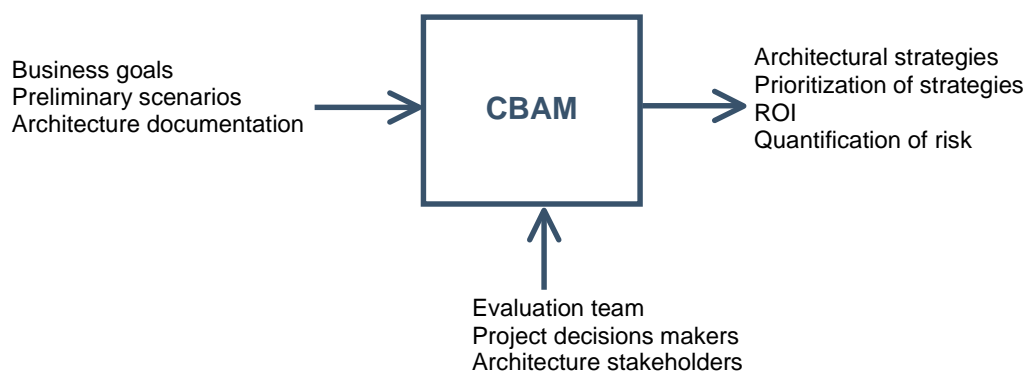 Business goals
Preliminary scenarios
Architecture documentation
CBAM
Architectural strategies
Prioritization of strategies
ROI
Quantification of risk
Evaluation team
Project decisions makers
Architecture stakeholders